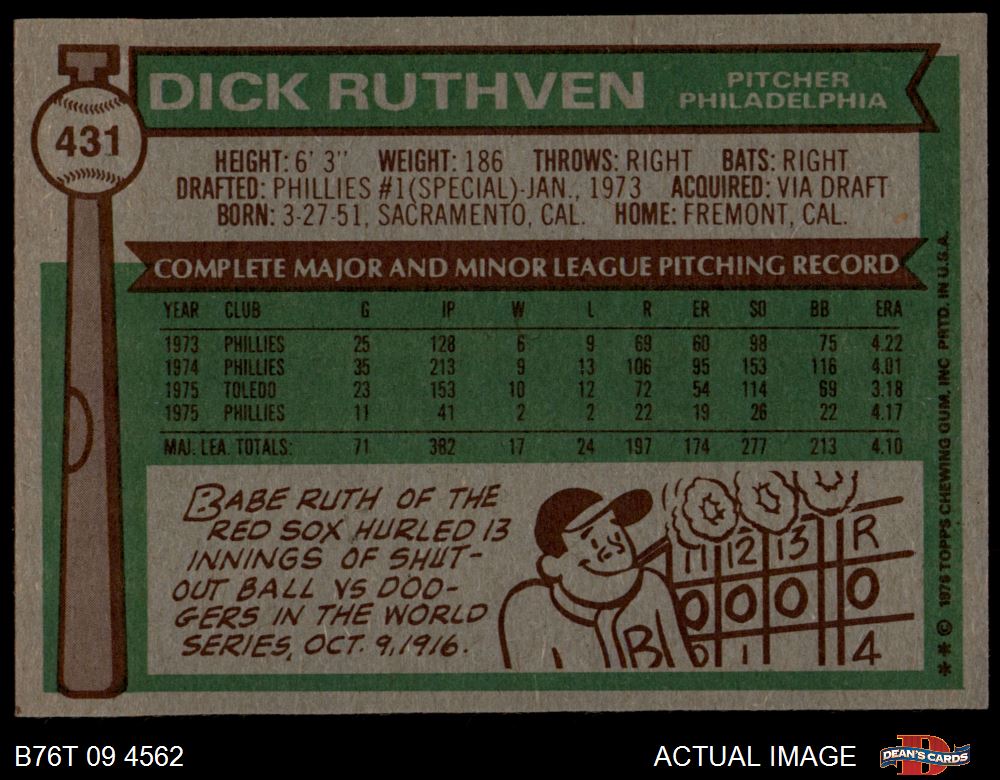 431
DICK RUTHVEN
PITCHER
PHILADELPHIA
HEIGHT: 6' 3" WEIGHT: 186 THROWS: RIGHT BATS: RIGHT
DRAFTED: PHILLIES #1(SPECIAL)-JAN., 1973 ACQUIRED: VIA DRAFT
BORN: 3-27-51, SACRAMENTO, CAL. HOME: FREMONT, CAL.
COMPLETE MAJOR AND MINOR LEAGUE PITCHING RECORD
YEAR CLUB G IP W L R ER SO BB ERA
1973 PHILLIES 25 128 6 9 69 60 98 75 4.22
1974 PHILLIES 35 213 9 13 106 95 153 116 4.01
1975 TOLEDO 23 153 10 12 72 54 114 69 3.18
1975 PHILLIES 11 41 2 2 22 19 26 22 4.17
MAJ. LEA. TOTALS: 71 382 17 24 197 174 277 213 4.10
BABE RUTH OF THE
RED SOX HURLED 13
INNINGS OF SHUT-
OUT BALL VS DOD-
GERS IN THE WORLD
SERIES, OCT. 9, 1916.
11 12 13 R
0 0 0 0
0 1 4
B
* * © 1976 TOPPS CHEWING GUM, INC PRTD. IN U.S.A.
B76T 09 4562
ACTUAL IMAGE
DEAN'S CARDS